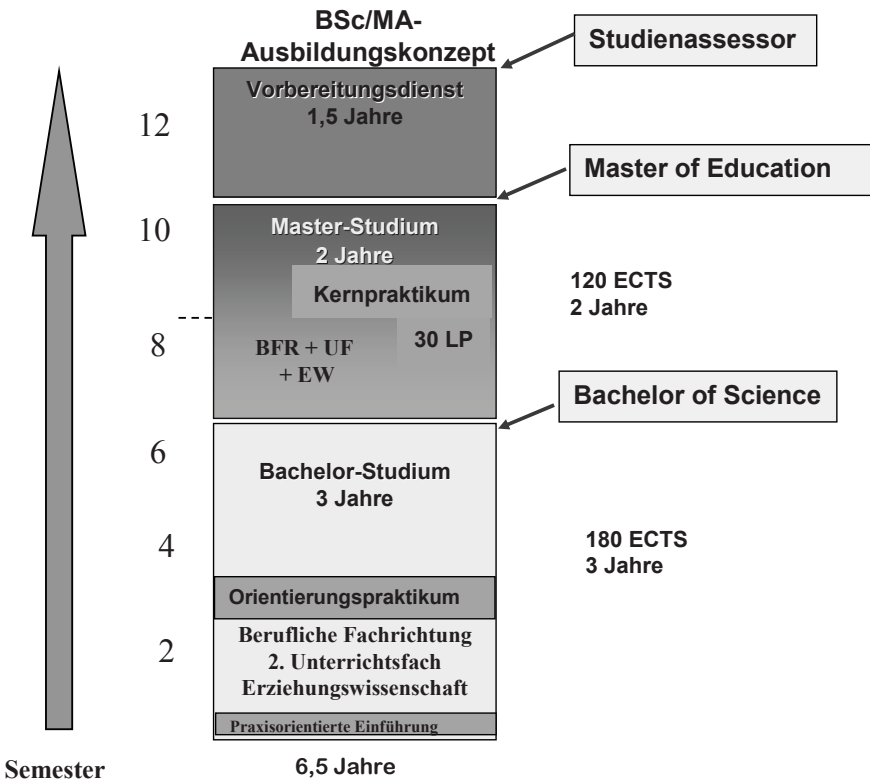 BSc/MA-
Ausbildungskonzept
Studienassessor
Vorbereitungsdienst
1,5 Jahre
12
Master of Education
10
Master-Studium
2 Jahre
Kernpraktikum
120 ECTS
2 Jahre
8
BFR + UF
+ EW
30 LP
Bachelor of Science
6
Bachelor-Studium
3 Jahre
4
180 ECTS
3 Jahre
Orientierungspraktikum
2
Berufliche Fachrichtung
2. Unterrichtsfach
Erziehungswissenschaft
Praxisorientierte Einführung
Semester
6,5 Jahre